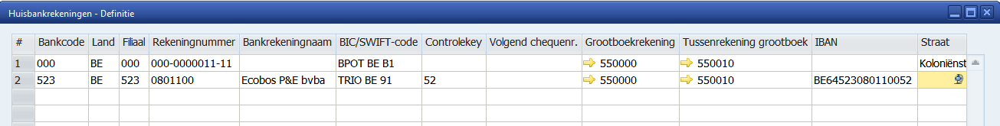 Huisbankrekeningen - Definitie
# Bankcode Land Filiaal Rekeningnummer Bankrekeningnaam BIC/SWIFT-code Controlekey Volgend chequenr. Grootboekrekening Tussenrekening grootboek IBAN Straat
1 000 BE 000 000-0000011-11 BPOT BE B1 550000 550010 Koloniënst
2 523 BE 523 0801100 Ecobos P&E bvba TRIO BE 91 52 550000 550010 BE64523080110052